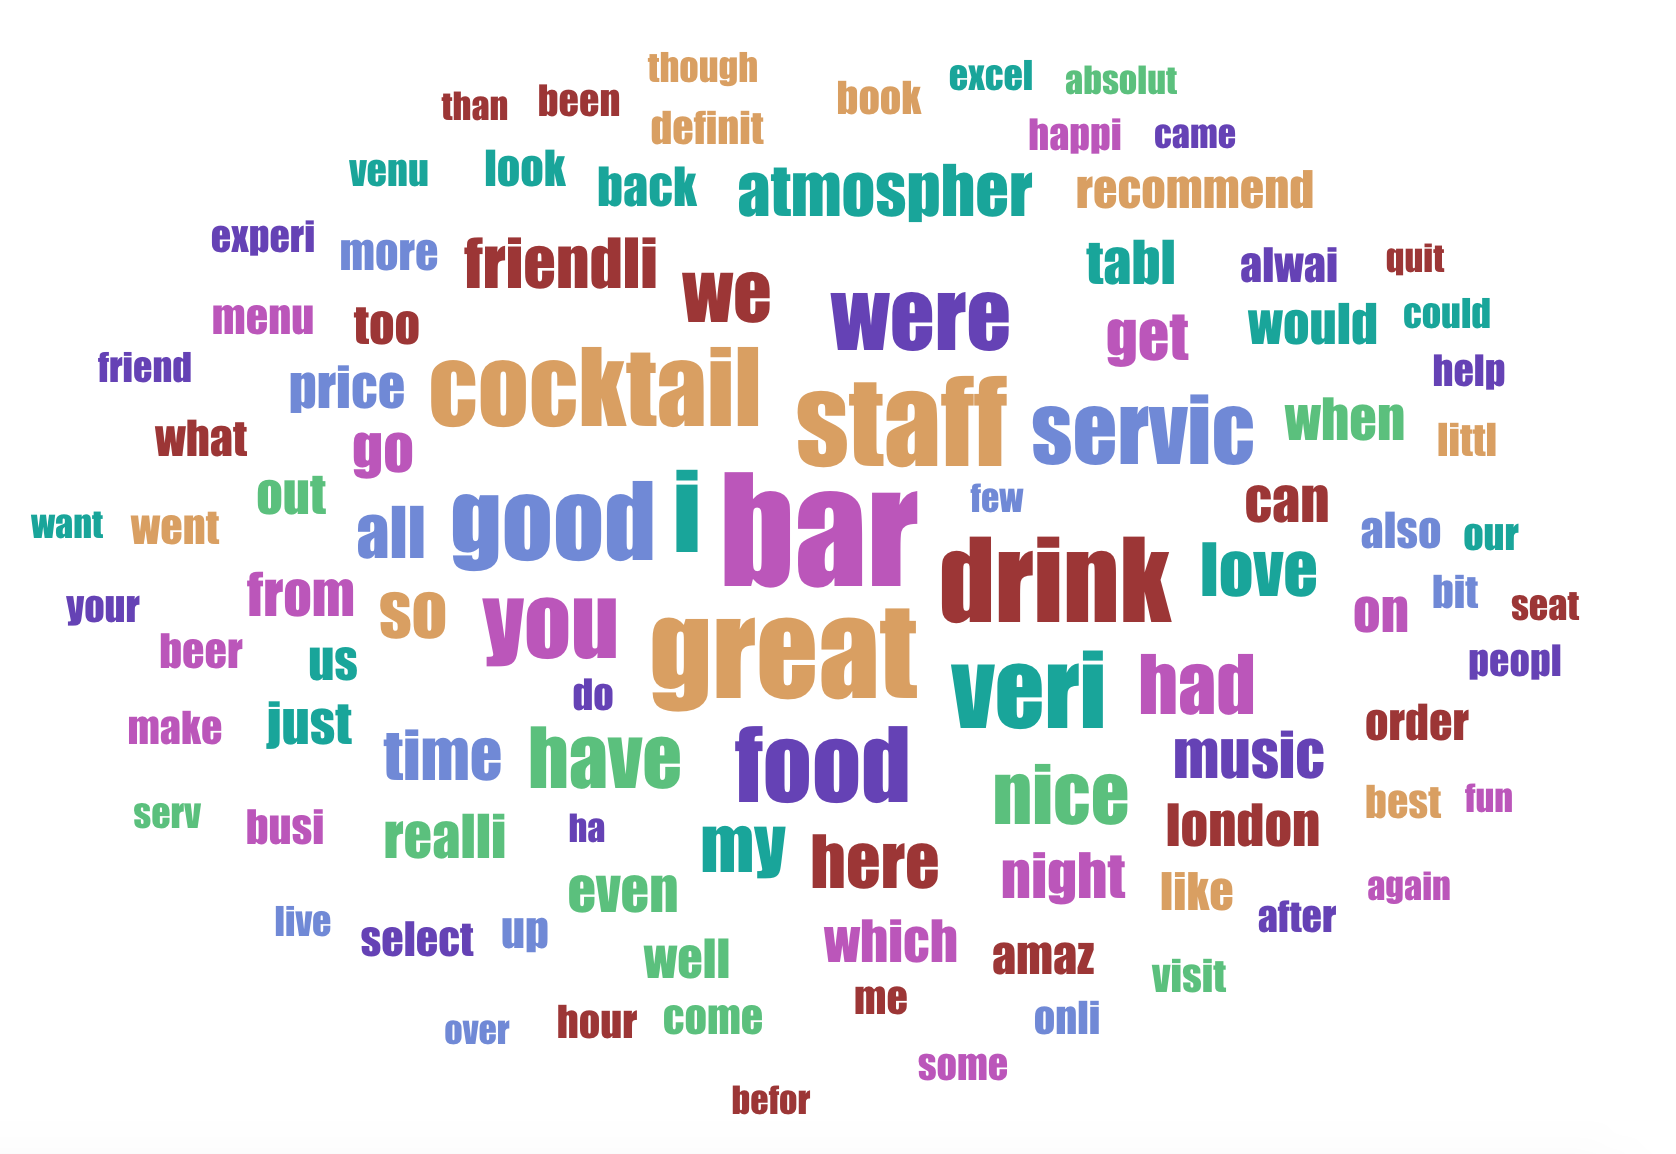 though
excel
absolut
book
than
been
definit
happi
came
venu
look
back
atmospher
recommend
experi
more
friendli
we
tabl
alwai
quit
menu
too
were
get
would
could
friend
price
cocktail
staff
servic
when
help
what
go
littl
out
all
good
i
bar
few
can
want
went
also
our
drink
love
your
from
so
you
great
on
bit
seat
beer
us
do
veri
had
peopl
make
just
time
have
food
music
order
serv
busi
realli
ha
my
here
nice
london
best
fun
even
night
like
again
live
select
up
well
which
amaz
after
visit
over
hour
come
me
onli
some
befor